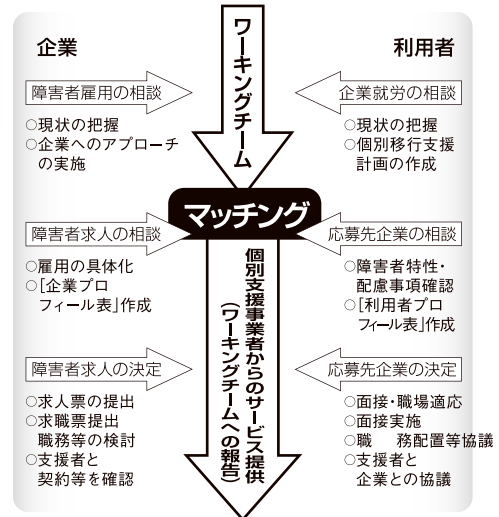 企業
障害者雇用の相談
○現状の把握
○企業へのアプローチ
の実施
障害者求人の相談
○雇用の具体化
○［企業プロ
フィール表］作成
障害者求人の決定
○求人票の提出
○求職票提出
職務等の検討
○支援者と
契約等を確認
ワーキングチーム
マッチング
個別支援事業者からのサービス提供
（ワーキングチームへの報告）
利用者
企業就労の相談
○現状の把握
○個別移行支援
計画の作成
応募先企業の相談
○障害者特性・
配慮事項確認
○［利用者プロ
フィール表］作成
応募先企業の決定
○面接・職場適応
○面接実施
○職　務配置等協議
○支援者と
企業との協議